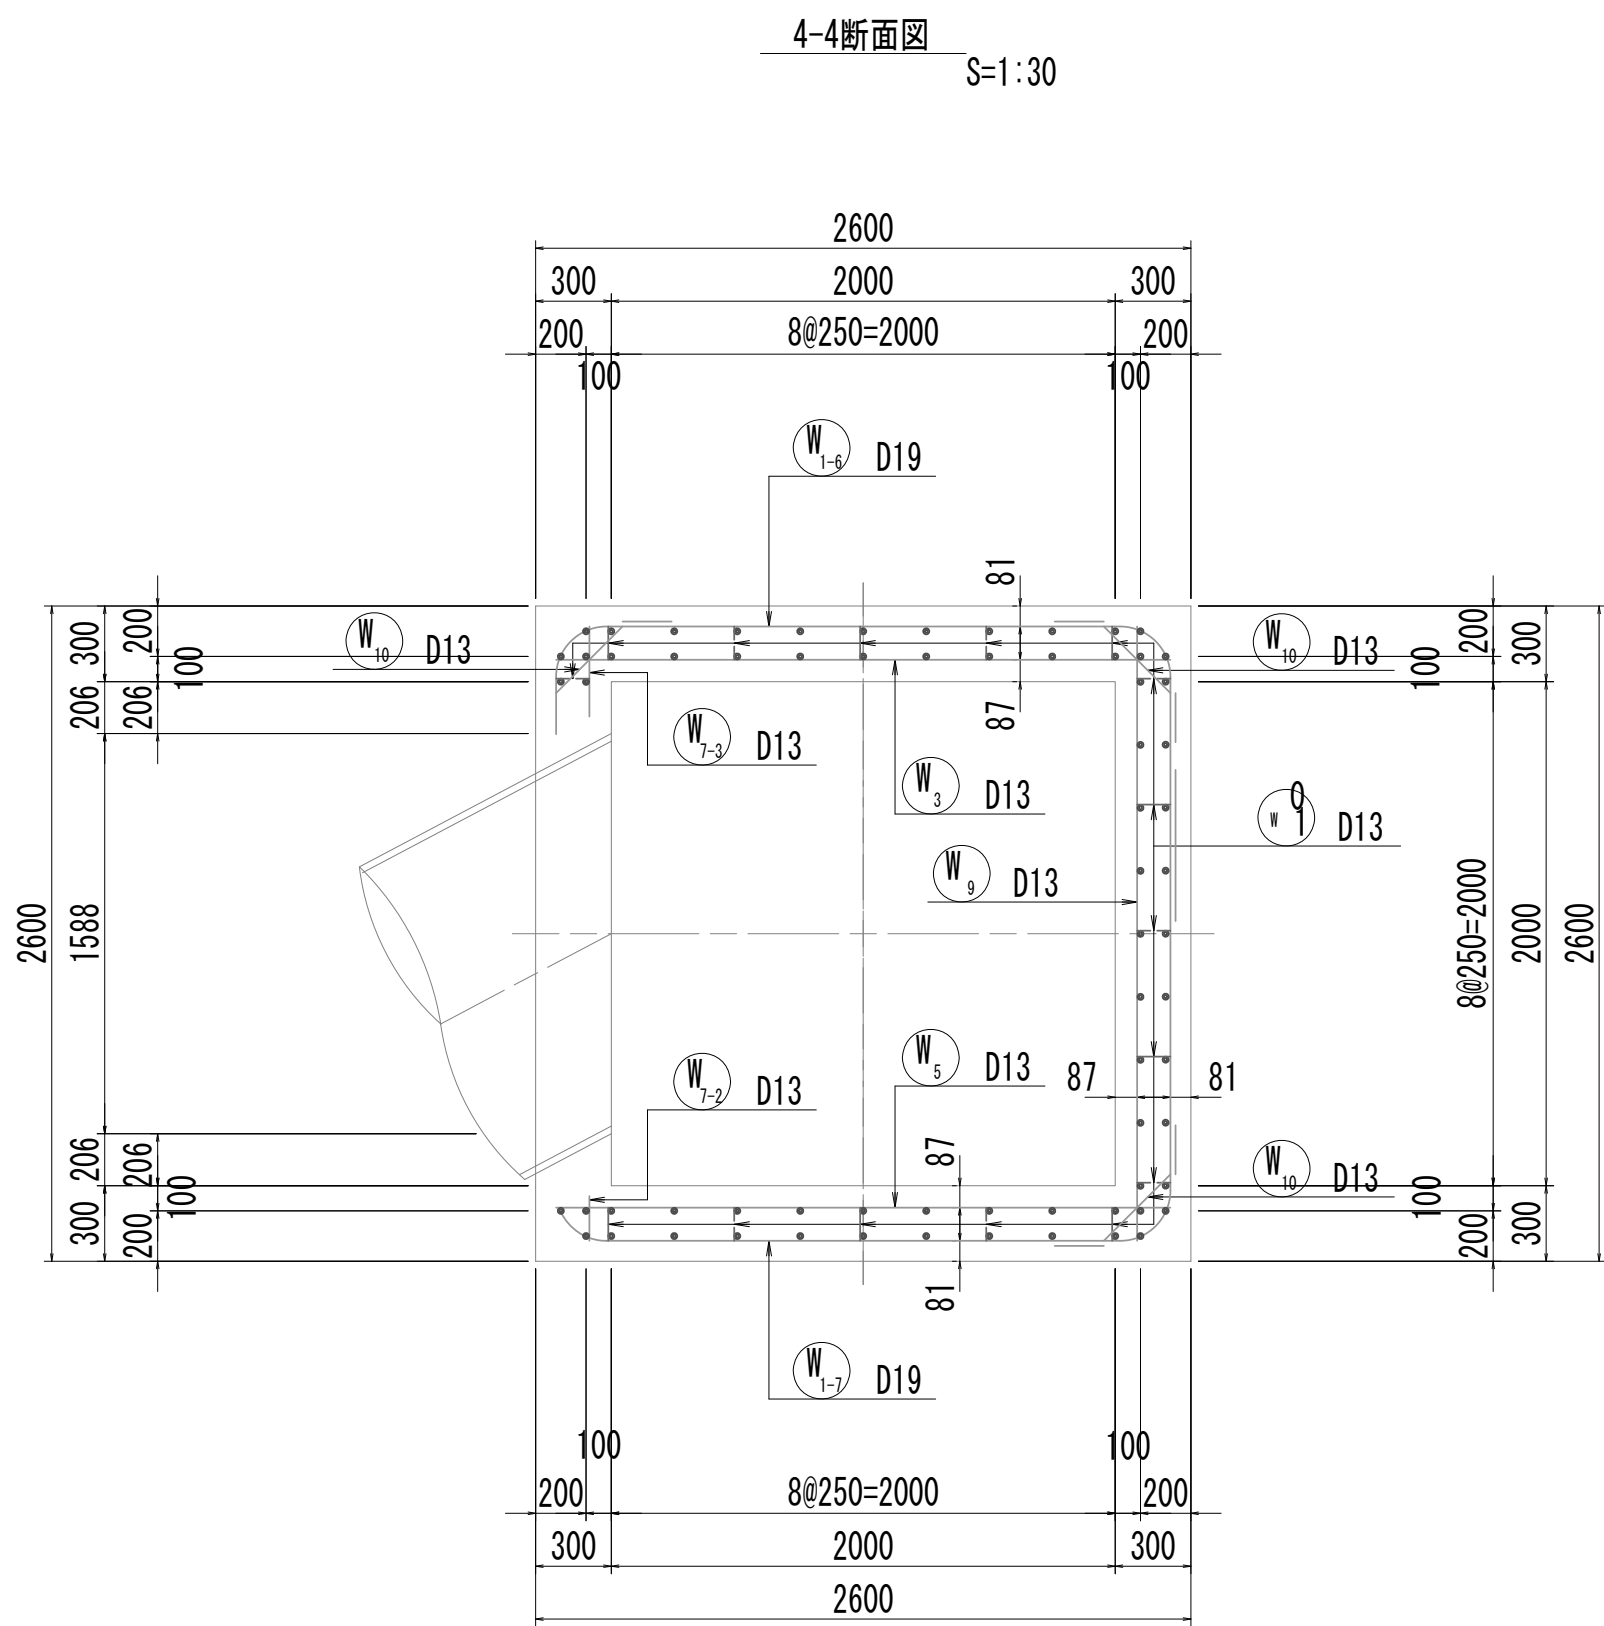 4-4断面図
S=1:30
2600
300 2000 300
200 8@250=2000 200
100 100
W1-6 D19
81
W10 D13
W10 D13
200 300 100 206 206
200 300 100
87
W7-3 D13
W3 D13
W10 D13
W9 D13
2600 1588
8@250=2000 2000 2600
W5 D13
W7-2 D13
87 81
87
W10 D13
206 206 100 300 200
100 200 300
81
W1-7 D19
100 100
200 8@250=2000 200
300 2000 300
2600